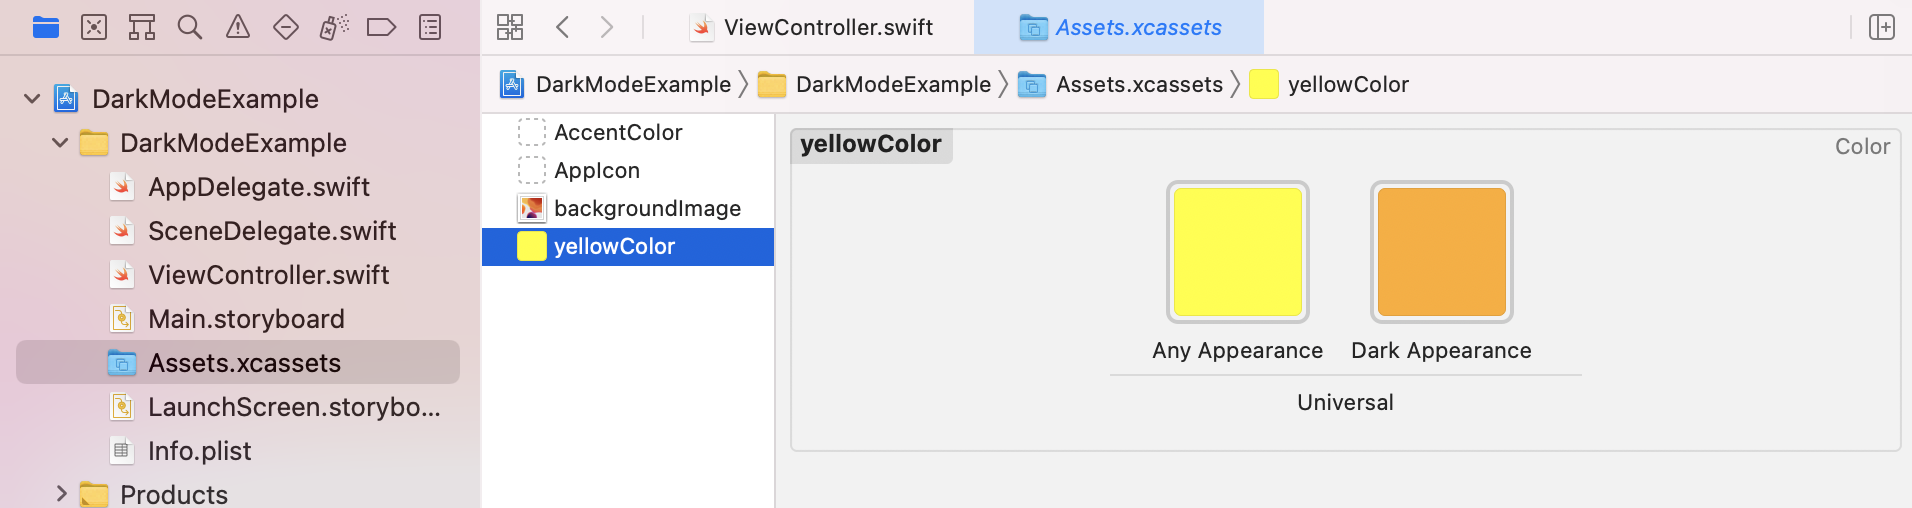 ViewController.swift
Assets.xcassets
DarkModeExample
DarkModeExample
Assets.xcassets
yellowColor
DarkModeExample
DarkModeExample
AppDelegate.swift
SceneDelegate.swift
ViewController.swift
Main.storyboard
Assets.xcassets
LaunchScreen.storybo...
Info.plist
Products
AccentColor
AppIcon
backgroundImage
yellowColor
yellowColor
Color
Any Appearance
Dark Appearance
Universal